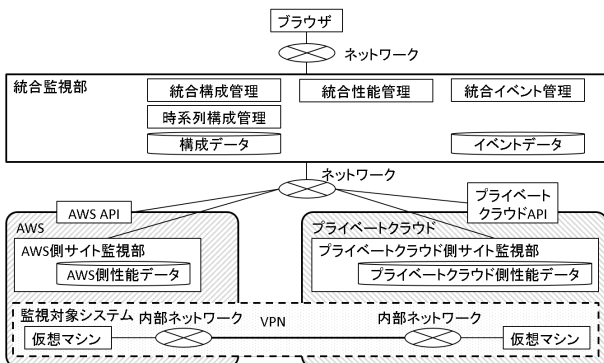 ブラウザ
ネットワーク
統合監視部
統合構成管理
統合性能管理
統合イベント管理
時系列構成管理
構成データ
イベントデータ
ネットワーク
AWS API
プライベート
クラウドAPI
AWS
プライベートクラウド
AWS側サイト監視部
プライベートクラウド側サイト監視部
AWS側性能データ
プライベートクラウド側性能データ
監視対象システム
内部ネットワーク
VPN
内部ネットワーク
仮想マシン
仮想マシン